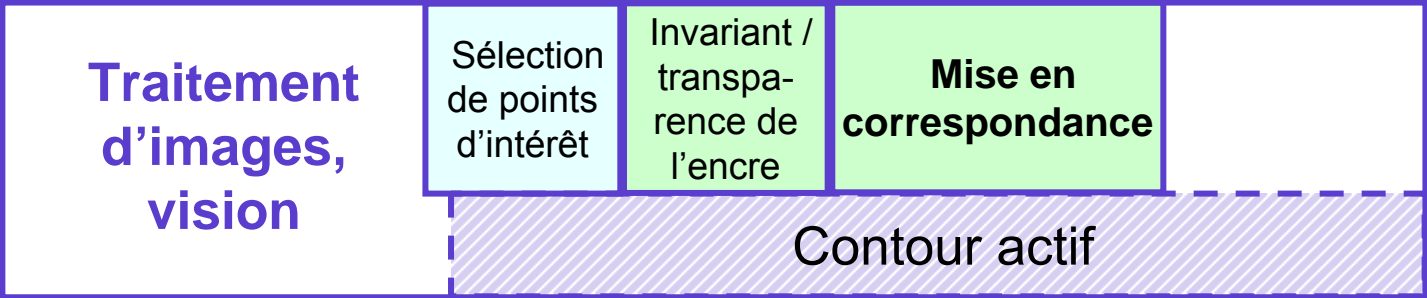 Traitement
d’images,
vision
Sélection
de points
d’intérêt
Invariant /
transpa-
rence de
l’encre
Mise en
correspondance
Contour actif